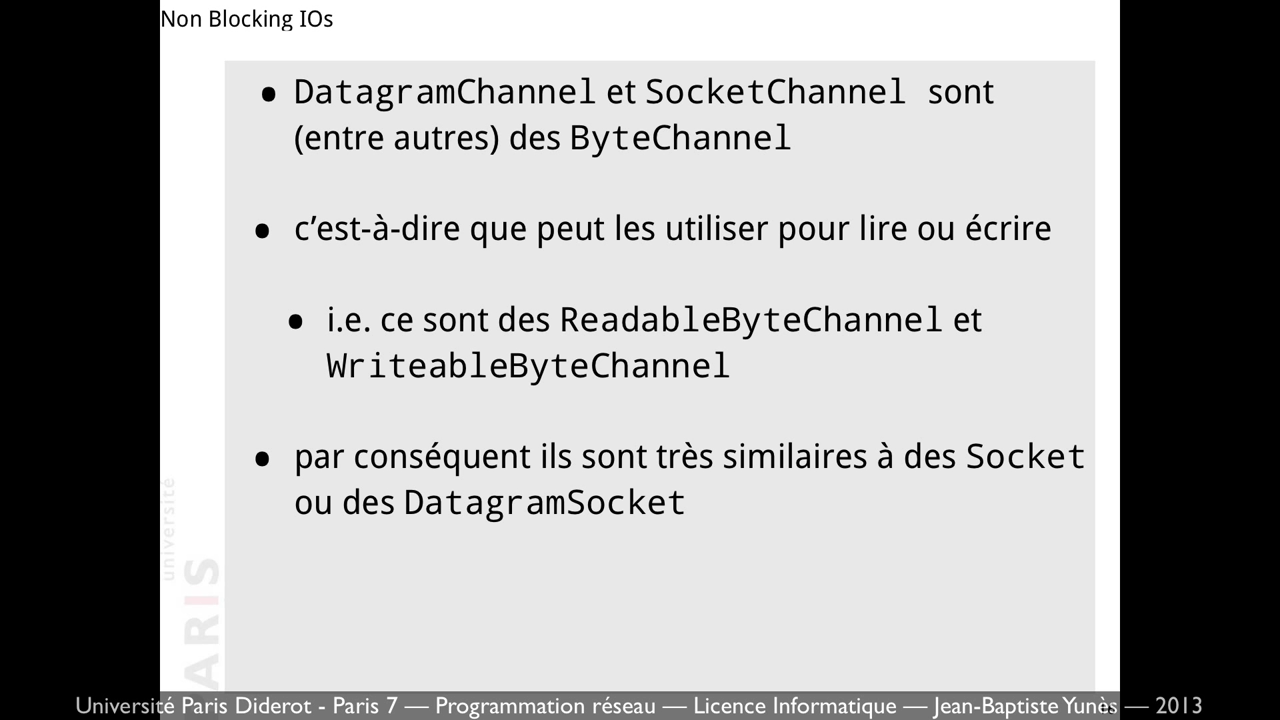 Non Blocking IOs
• DatagramChannel et SocketChannel sont
(entre autres) des ByteChannel
• c’est-à-dire que peut les utiliser pour lire ou écrire
• i.e. ce sont des ReadableByteChannel et
WriteableByteChannel
• par conséquent ils sont très similaires à des Socket
ou des DatagramSocket
université
PARIS
Université Paris Diderot - Paris 7 — Programmation réseau — Licence Informatique — Jean-Baptiste Yunès — 2013